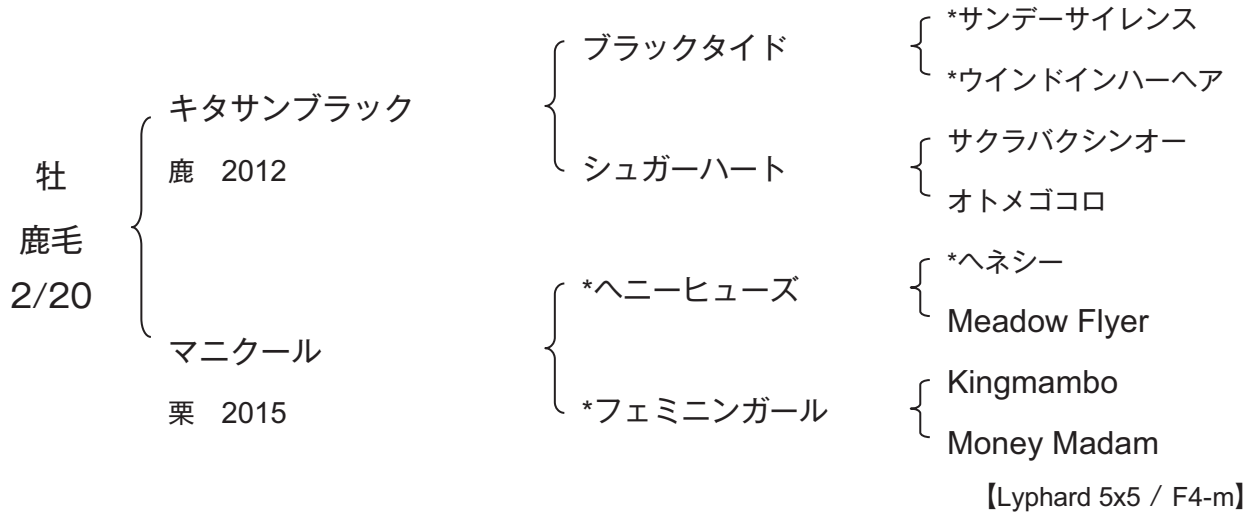 牡
鹿毛
2/20
キタサンブラック
鹿 2012
マニクール
栗 2015
ブラックタイド
シュガーハート
*ヘニーヒューズ
*フェミニンガール
*サンデーサイレンス
*ウインドインハーヘア
サクラバクシンオー
オトメゴコロ
*ヘネシー
Meadow Flyer
Kingmambo
Money Madam
【Lyphard 5x5 / F4-m】